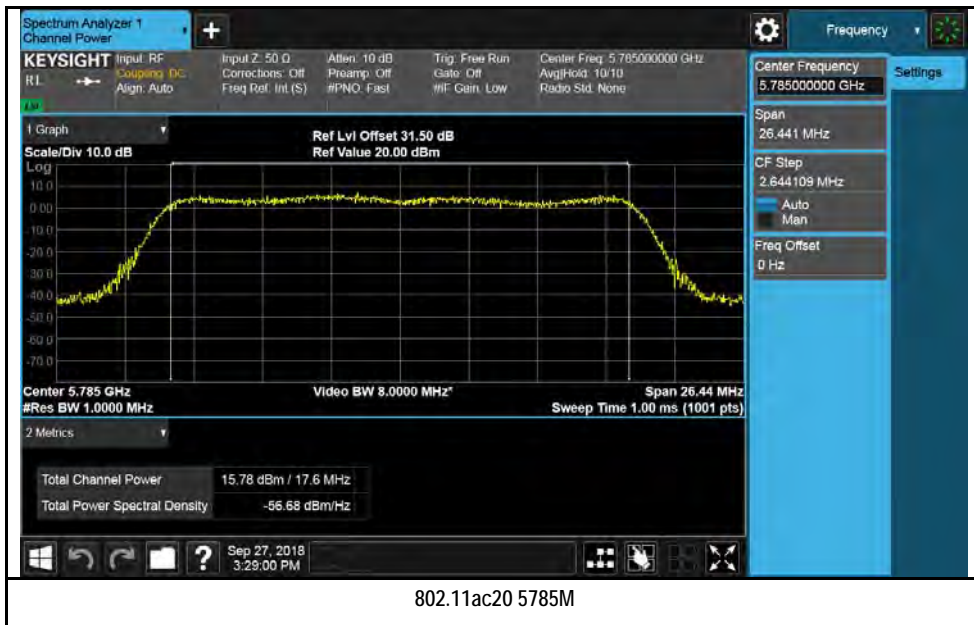 Spectrum Analyzer 1
Channel Power
+
Frequency
KEYSIGHT
Input: RF
Coupling: DC
Align: Auto
Input Z: 50 Ω
Corrections: Off
Freq Ref: Int (S)
Atten: 10 dB
Preamp: Off
#PNO: Fast
Trig: Free Run
Gate: Off
#IF Gain: Low
Center Freq: 5.785000000 GHz
Avg|Hold: 10/10
Radio Std: None
Center Frequency
5.785000000 GHz
Settings
Span
26.441 MHz
CF Step
2.644109 MHz
Auto
Man
Freq Offset
0 Hz
1 Graph
Scale/Div 10.0 dB
Ref Lvl Offset 31.50 dB
Ref Value 20.00 dBm
Log
10.0
0.00
-10.0
-20.0
-30.0
-40.0
-50.0
-60.0
-70.0
Center 5.785 GHz
#Res BW 1.0000 MHz
Video BW 8.0000 MHz*
Span 26.44 MHz
Sweep Time 1.00 ms (1001 pts)
2 Metrics
Total Channel Power
15.78 dBm / 17.6 MHz
Total Power Spectral Density
-56.68 dBm/Hz
?
Sep 27, 2018
3:29:00 PM
802.11ac20 5785M